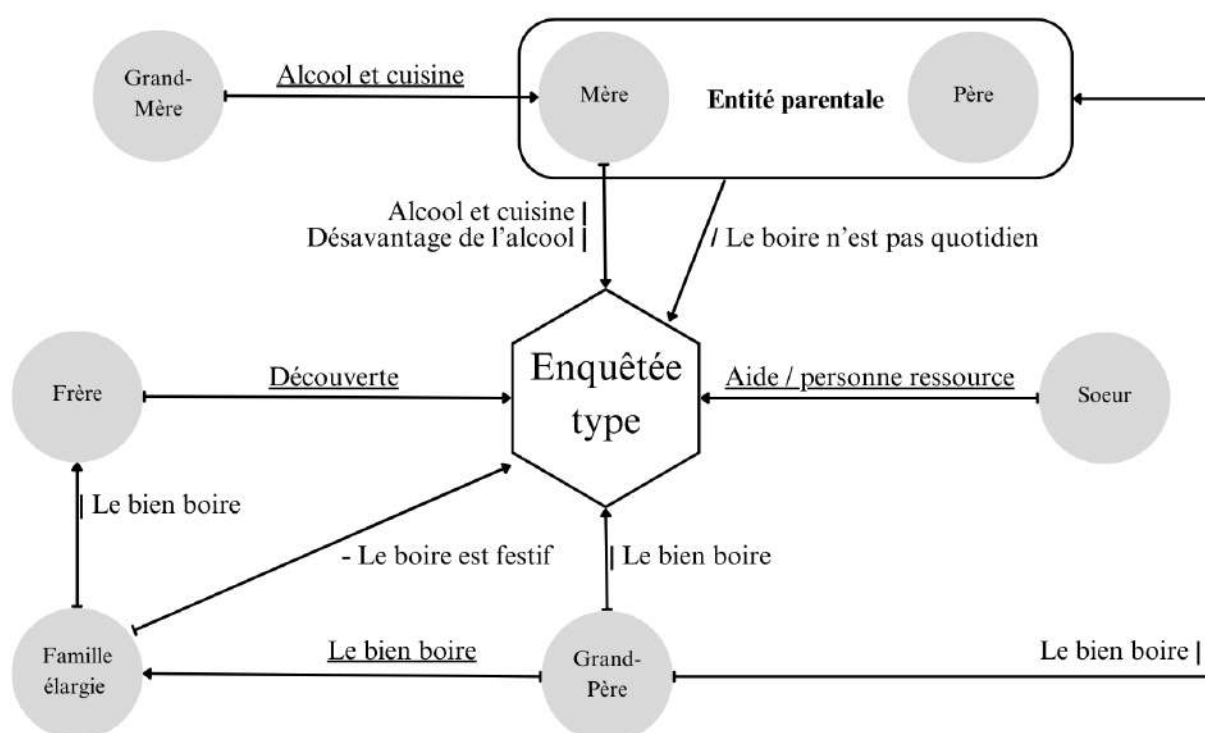 Grand-
Mère
Alcool et cuisine
Mère
Entité parentale
Père
Alcool et cuisine |
Désavantage de l’alcool |
/ Le boire n’est pas quotidien
Frère
Découverte
Enquêtée
type
Aide / personne ressource
Soeur
| Le bien boire
- Le boire est festif
| Le bien boire
Famille
élargie
Le bien boire
Grand-
Père
Le bien boire |